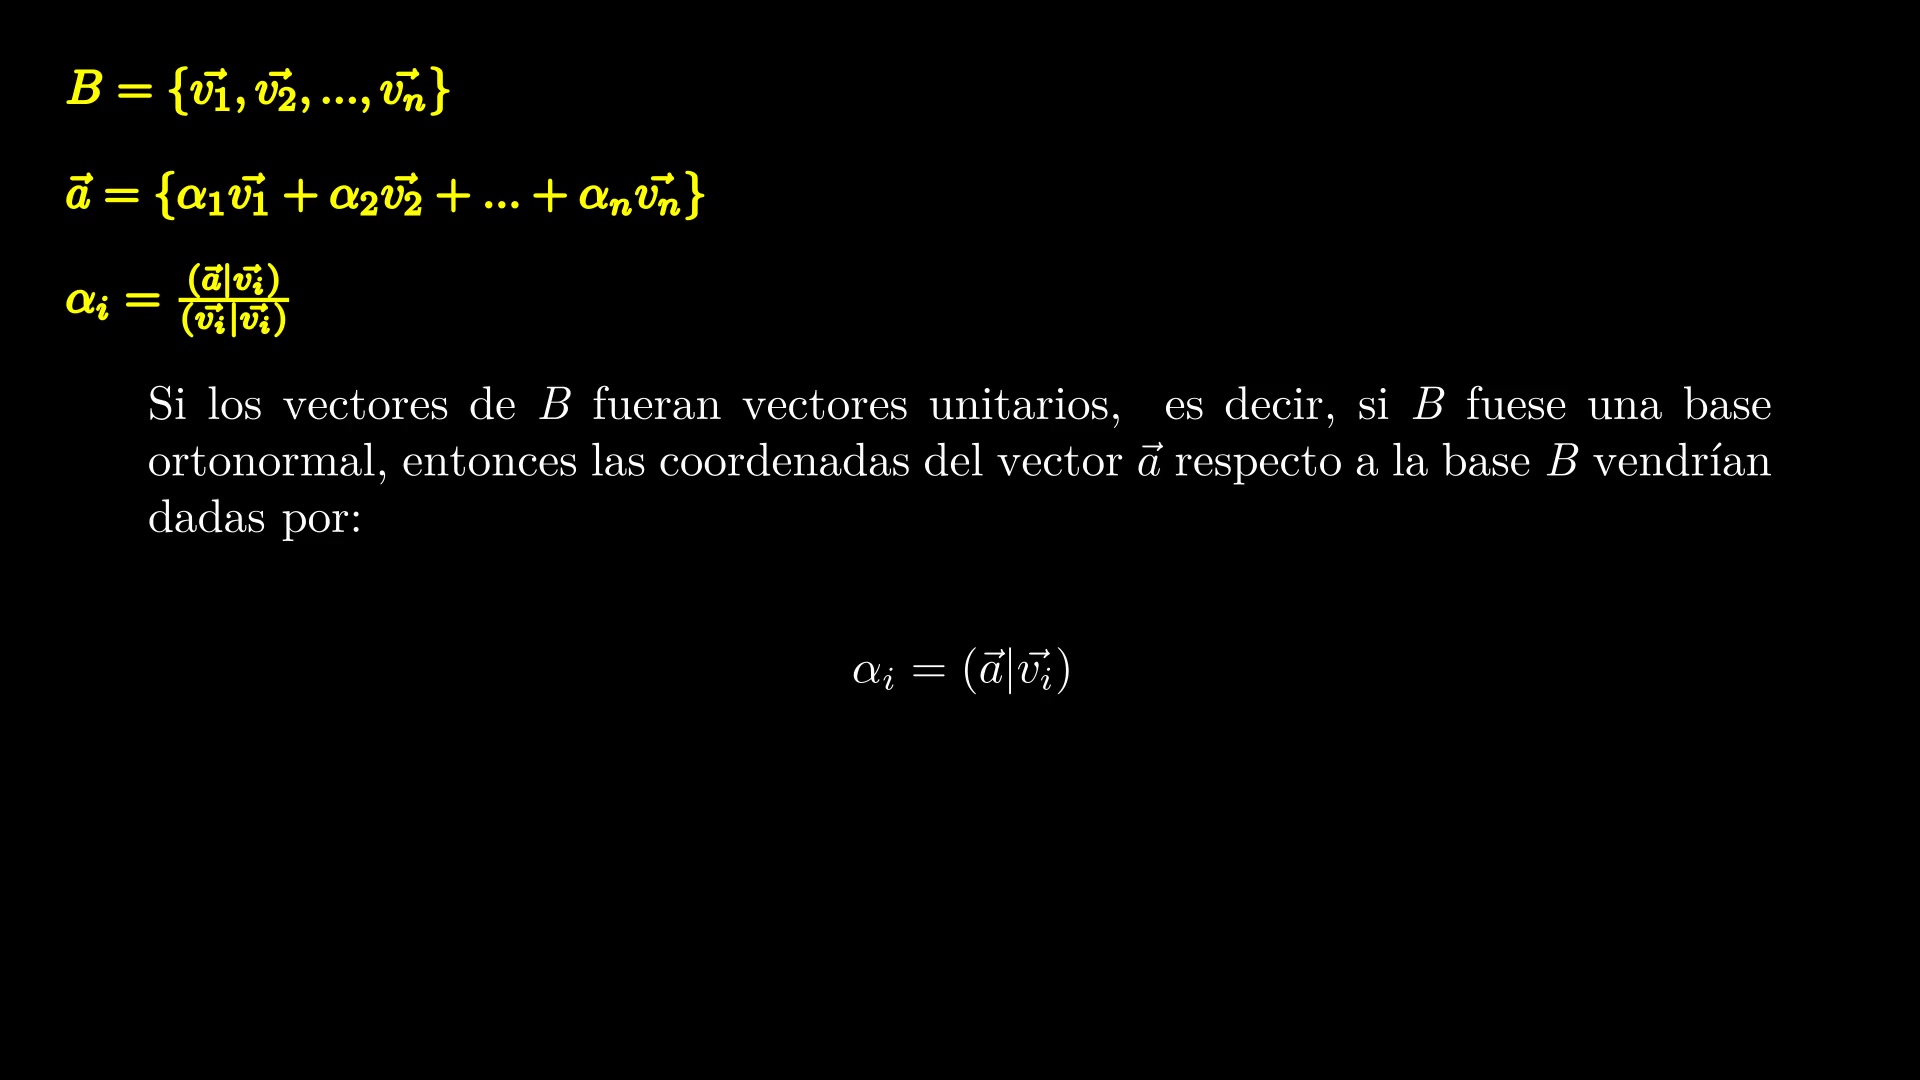 $B = \{\vec{v_1}, \vec{v_2}, ..., \vec{v_n}\}$
$\vec{a} = \{\alpha_1\vec{v_1} + \alpha_2\vec{v_2} + ... + \alpha_n\vec{v_n}\}$
$\alpha_i = \frac{(\vec{a}|\vec{v_i})}{(\vec{v_i}|\vec{v_i})}$
Si los vectores de $B$ fueran vectores unitarios, es decir, si $B$ fuese una base
ortonormal, entonces las coordenadas del vector $\vec{a}$ respecto a la base $B$ vendrían
dadas por:
$\alpha_i = (\vec{a}|\vec{v_i})$